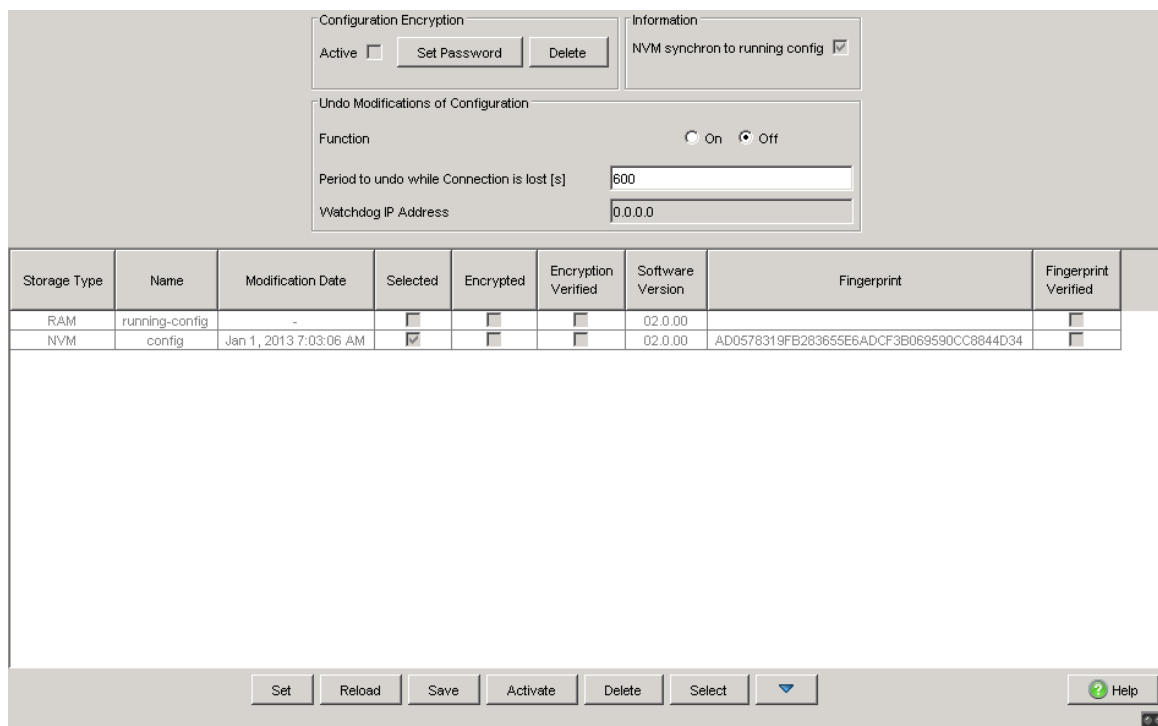 Configuration Encryption
Active Set Password Delete
Information
NVM synchron to running config
Undo Modifications of Configuration
Function On Off
Period to undo while Connection is lost [s] 600
Watchdog IP Address 0.0.0.0
Storage Type Name Modification Date Selected Encrypted Encryption Verified Software Version Fingerprint Fingerprint Verified
RAM running-config - 02.0.00
NVM config Jan 1, 2013 7:03:06 AM 02.0.00 AD0578319FB283655E6ADCF3B069590CC8844D34
Set Reload Save Activate Delete Select Help